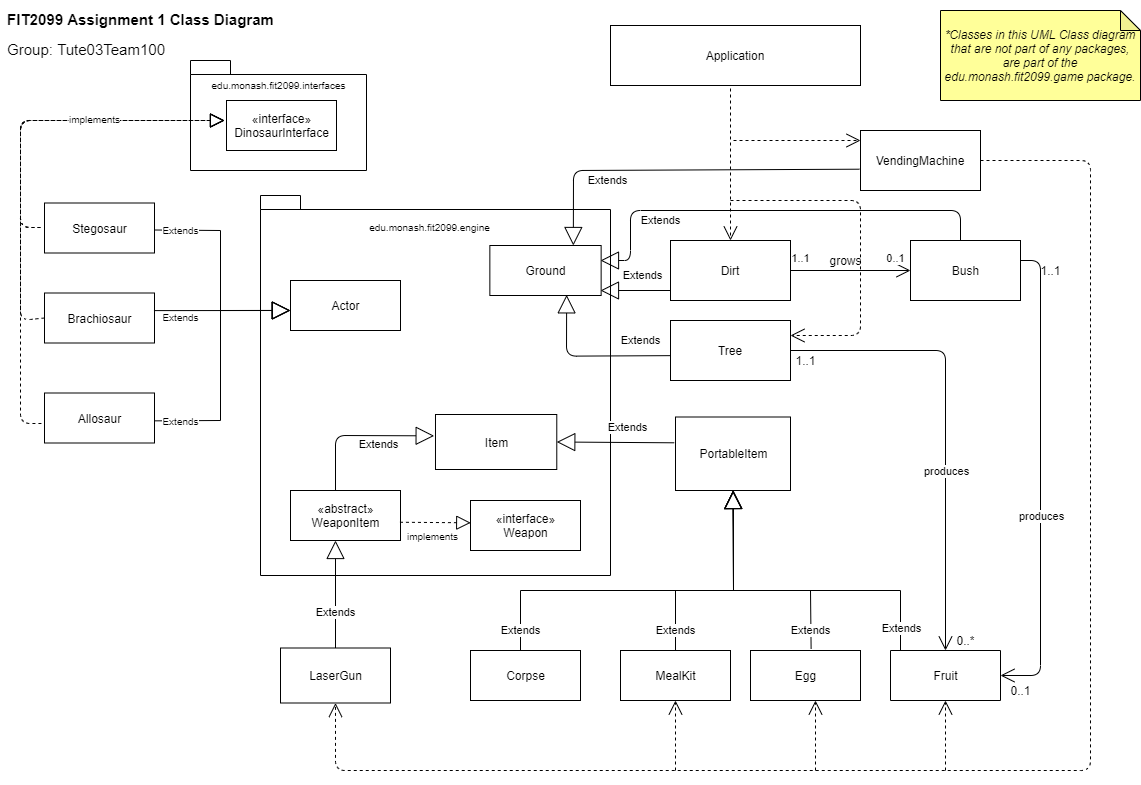 FIT2099 Assignment 1 Class Diagram
Group: Tute03Team100
*Classes in this UML Class diagram
that are not part of any packages,
are part of the
edu.monash.fit2099.game package.
Application
edu.monash.fit2099.interfaces
«interface»
DinosaurInterface
implements
VendingMachine
Extends
Stegosaur
Extends
edu.monash.fit2099.engine
Extends
Ground
Extends
Dirt
1..1
grows
0..1
Bush
1..1
Actor
Brachiosaur
Extends
Extends
Tree
1..1
Allosaur
Extends
Item
Extends
Extends
PortableItem
produces
«abstract»
WeaponItem
implements
«interface»
Weapon
produces
Extends
Extends
Extends
Extends
Extends
0..*
LaserGun
Corpse
MealKit
Egg
Fruit
0..1